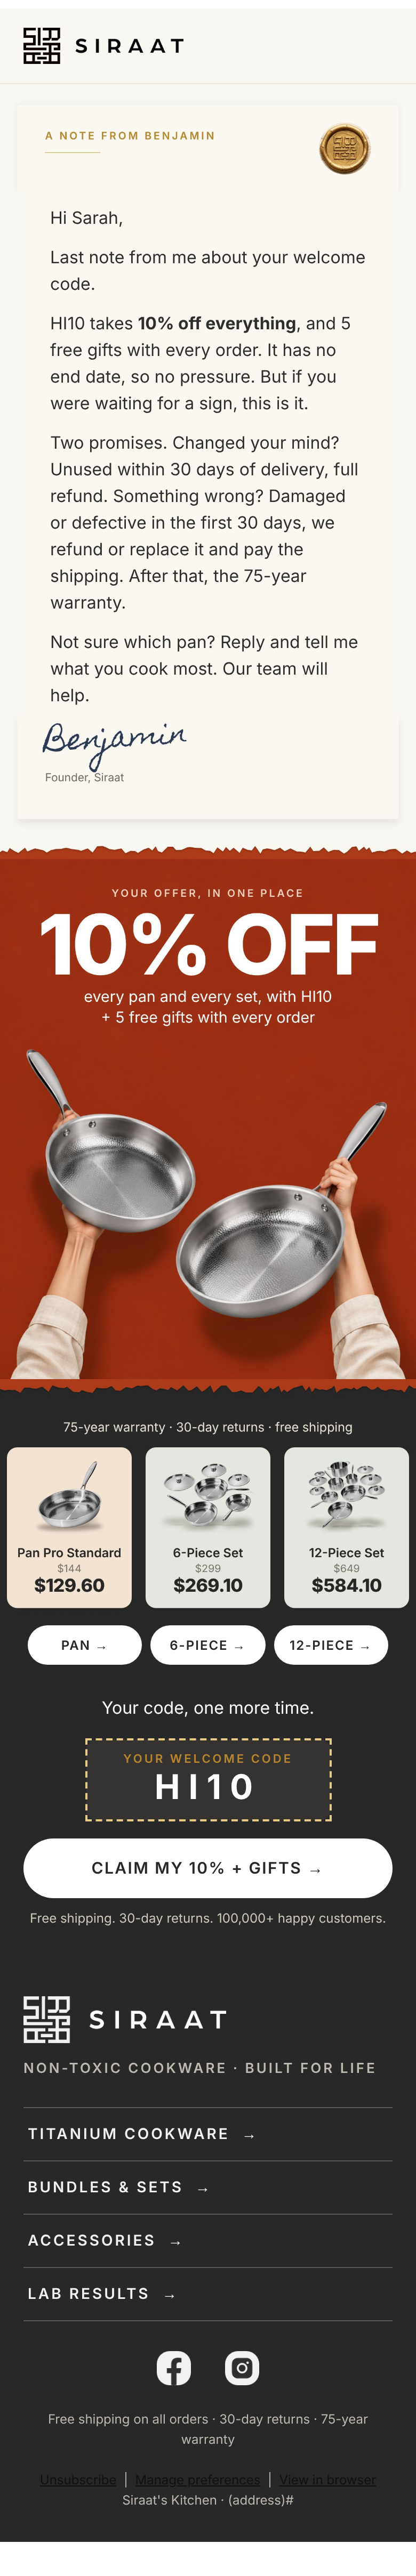 SIRAAT
A NOTE FROM BENJAMIN
Hi Sarah,
Last note from me about your welcome
code.
HI10 takes 10% off everything, and 5
free gifts with every order. It has no
end date, so no pressure. But if you
were waiting for a sign, this is it.
Two promises. Changed your mind?
Unused within 30 days of delivery, full
refund. Something wrong? Damaged
or defective in the first 30 days, we
refund or replace it and pay the
shipping. After that, the 75-year
warranty.
Not sure which pan? Reply and tell me
what you cook most. Our team will
help.
Benjamin
Founder, Siraat
YOUR OFFER, IN ONE PLACE
10% OFF
every pan and every set, with HI10
+ 5 free gifts with every order
75-year warranty · 30-day returns · free shipping
Pan Pro Standard
$144
$129.60
6-Piece Set
$299
$269.10
12-Piece Set
$649
$584.10
PAN →
6-PIECE →
12-PIECE →
Your code, one more time.
YOUR WELCOME CODE
HI10
CLAIM MY 10% + GIFTS →
Free shipping. 30-day returns. 100,000+ happy customers.
SIRAAT
NON-TOXIC COOKWARE · BUILT FOR LIFE
TITANIUM COOKWARE →
BUNDLES & SETS →
ACCESSORIES →
LAB RESULTS →
Free shipping on all orders · 30-day returns · 75-year
warranty
Unsubscribe | Manage preferences | View in browser
Siraat's Kitchen · (address)#